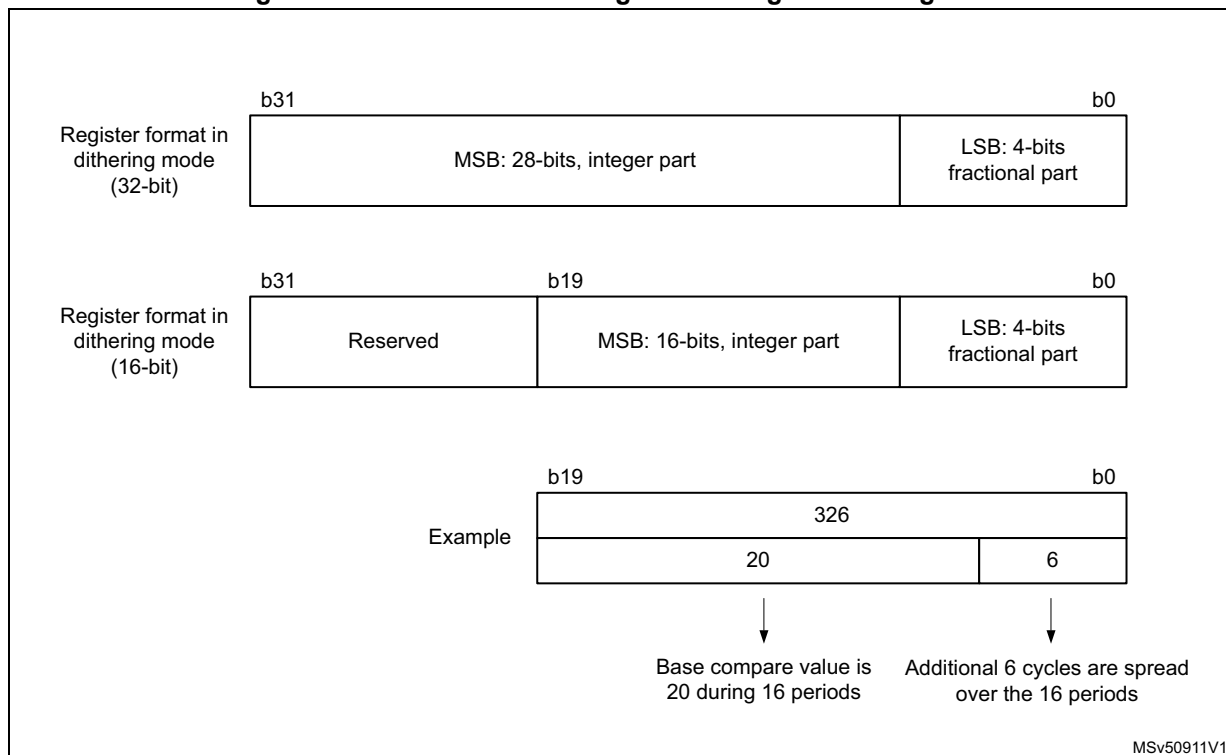 b31 b0
Register format in
dithering mode
(32-bit)
MSB: 28-bits, integer part
LSB: 4-bits
fractional part
b31 b19 b0
Register format in
dithering mode
(16-bit)
Reserved
MSB: 16-bits, integer part
LSB: 4-bits
fractional part
b19 b0
Example
326
20 6
Base compare value is
20 during 16 periods
Additional 6 cycles are spread
over the 16 periods
MSv50911V1